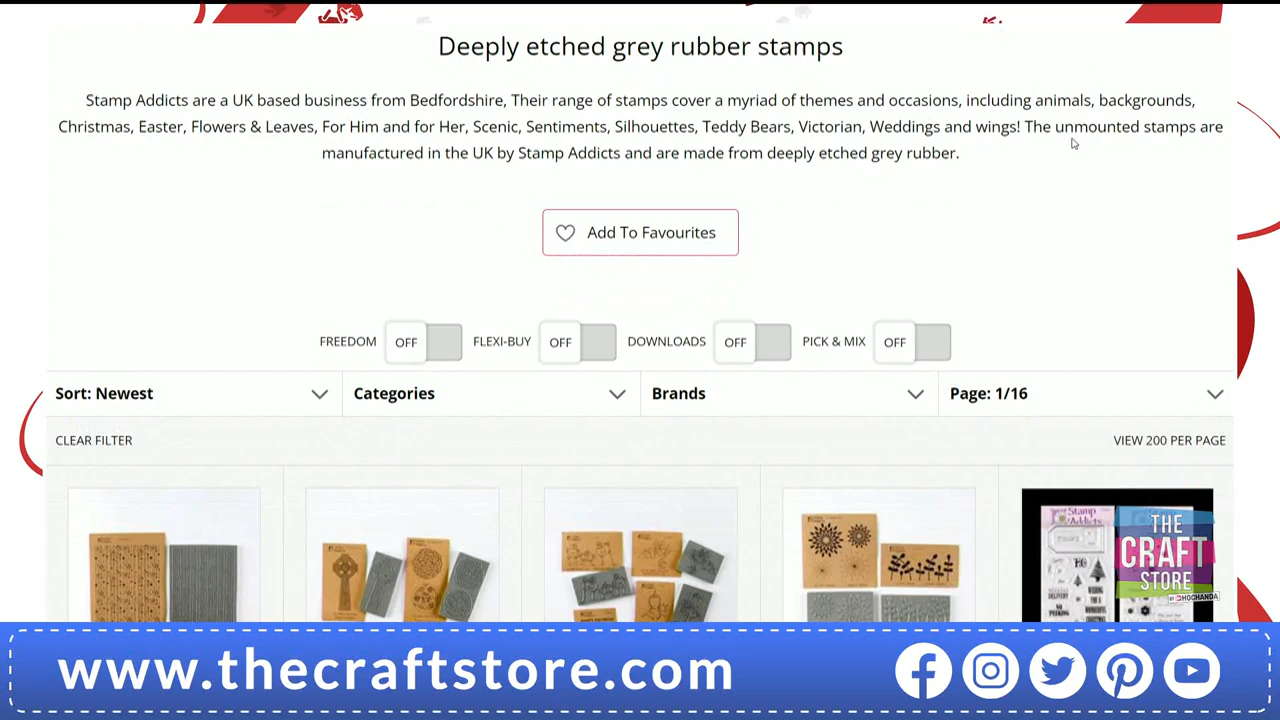 Deeply etched grey rubber stamps
Stamp Addicts are a UK based business from Bedfordshire, Their range of stamps cover a myriad of themes and occasions, including animals, backgrounds,
Christmas, Easter, Flowers & Leaves, For Him and for Her, Scenic, Sentiments, Silhouettes, Teddy Bears, Victorian, Weddings and wings! The unmounted stamps are
manufactured in the UK by Stamp Addicts and are made from deeply etched grey rubber.
Add To Favourites
FREEDOM OFF FLEXI-BUY OFF DOWNLOADS OFF PICK & MIX OFF
Sort: Newest Categories Brands Page: 1/16
CLEAR FILTER VIEW 200 PER PAGE
Stamp
THE
CRAFT
STORE
BY HOCHANDA
www.thecraftstore.com